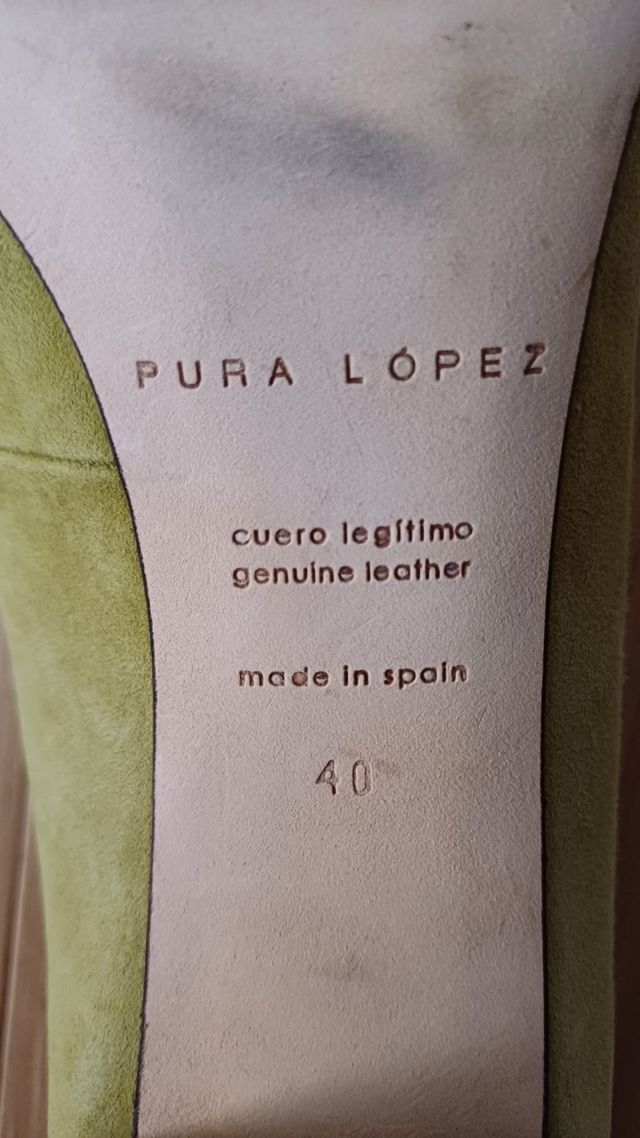 PURA LÓPEZ
cuero legítimo
genuine leather
made in spain
40